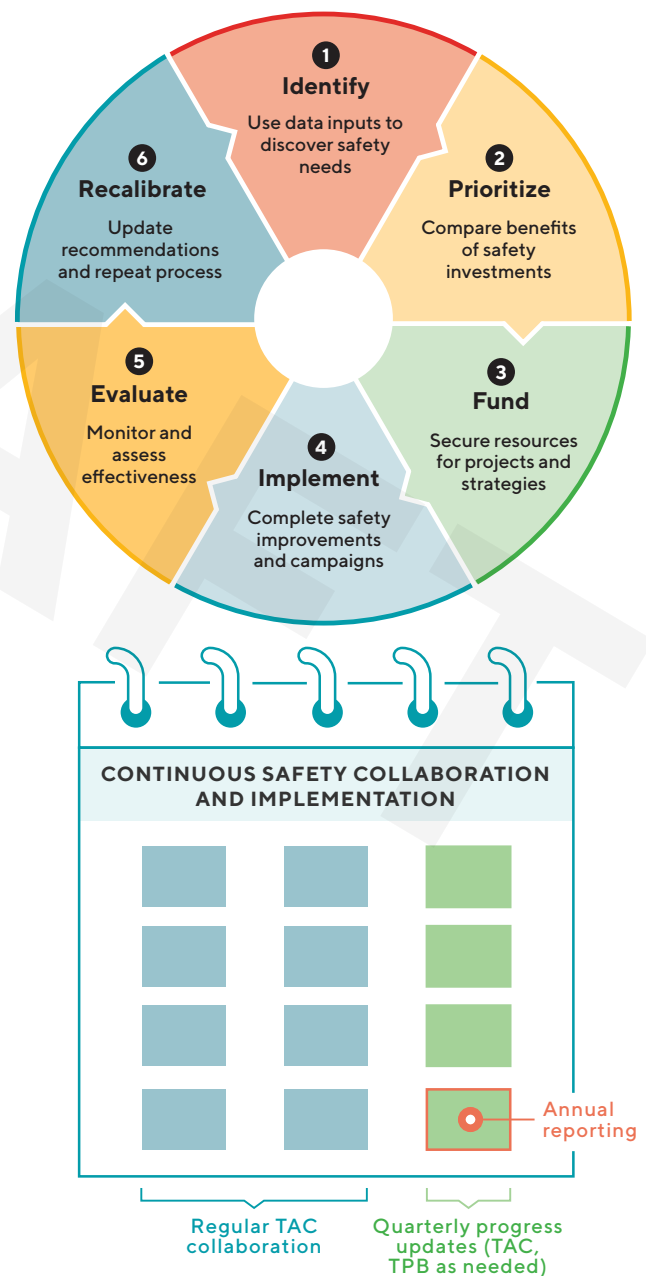 1
Identify
Use data inputs to
discover safety
needs
2
Prioritize
Compare benefits
of safety
investments
3
Fund
Secure resources
for projects and
strategies
4
Implement
Complete safety
improvements
and campaigns
5
Evaluate
Monitor and
assess
effectiveness
6
Recalibrate
Update
recommendations
and repeat process
CONTINUOUS SAFETY COLLABORATION
AND IMPLEMENTATION
Annual
reporting
Regular TAC
collaboration
Quarterly progress
updates (TAC,
TPB as needed)